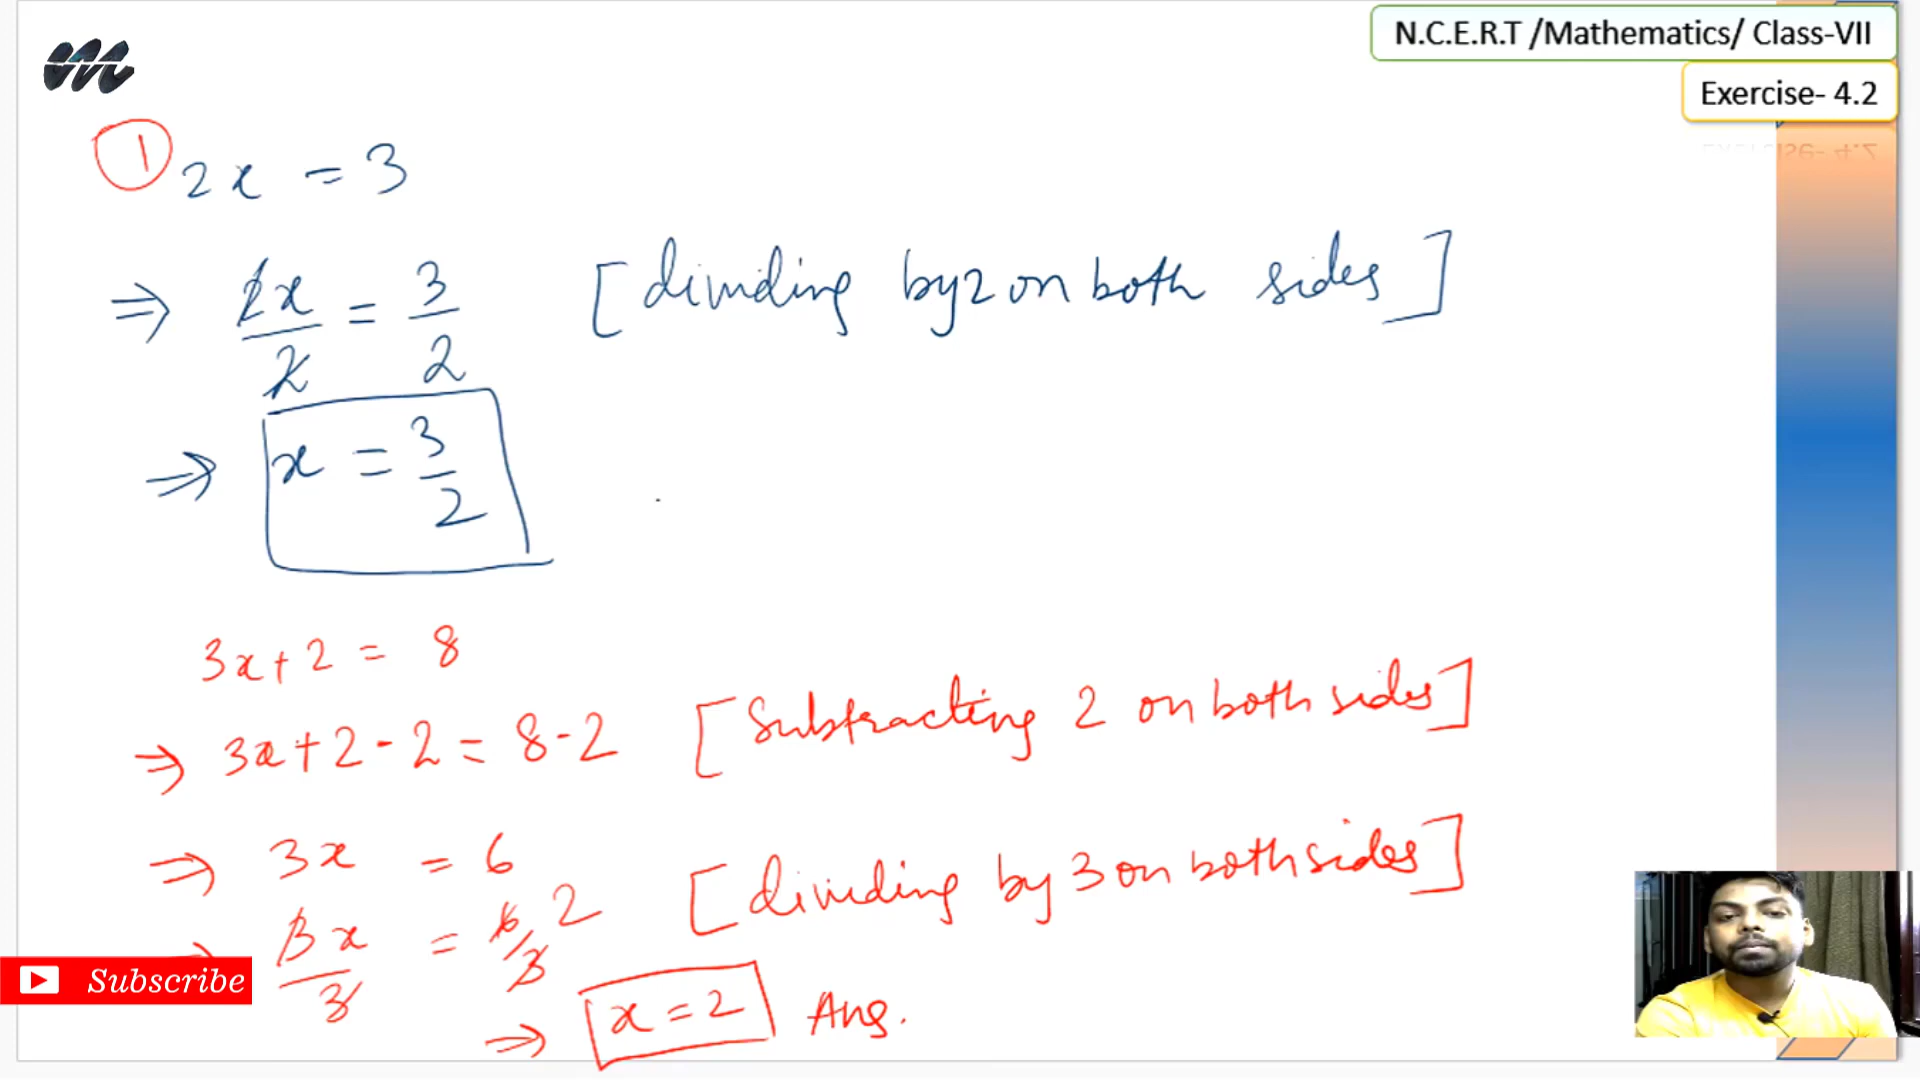 N.C.E.R.T /Mathematics/ Class-VII
Exercise- 4.2
① 2x = 3
⇒ 2x/2 = 3/2 [dividing by 2 on both sides]
⇒ x = 3/2
3x + 2 = 8
⇒ 3x + 2 - 2 = 8 - 2 [Subtracting 2 on both sides]
⇒ 3x = 6
⇒ 3x/3 = 6/3 2 [dividing by 3 on both sides]
⇒ x = 2 Ans.
Subscribe